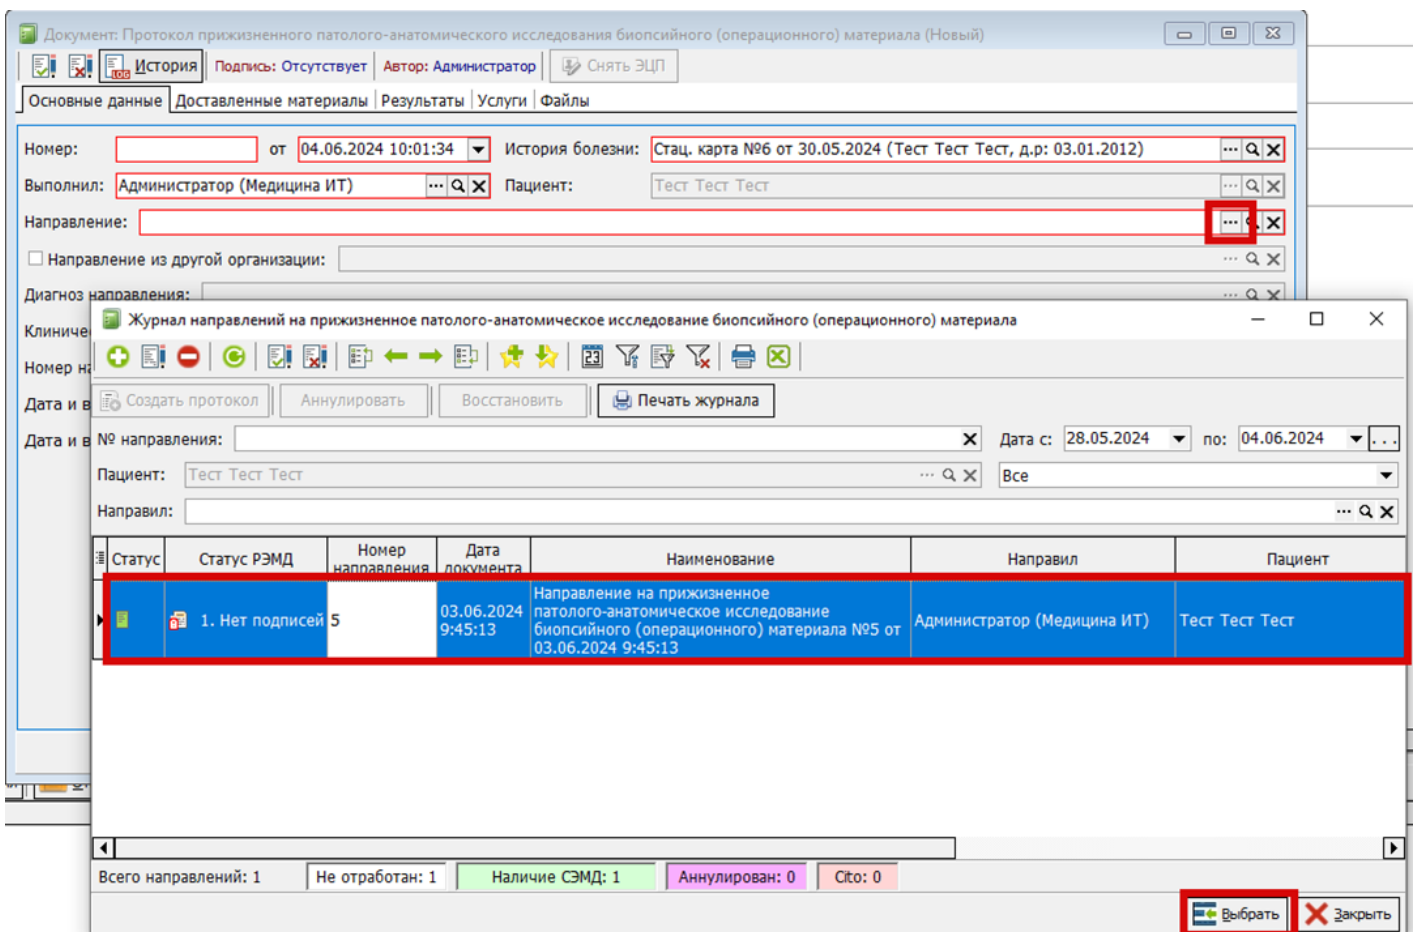 Документ: Протокол прижизненного патолого-анатомического исследования биопсийного (операционного) материала (Новый)
LOG История Подпись: Отсутствует Автор: Администратор Снять ЭЦП
Основные данные Доставленные материалы Результаты Услуги Файлы
Номер: от 04.06.2024 10:01:34 История болезни: Стац. карта №6 от 30.05.2024 (Тест Тест Тест, д.р: 03.01.2012)
Выполнил: Администратор (Медицина ИТ) Пациент: Тест Тест Тест
Направление:
Направление из другой организации:
Диагноз направления:
Клиниче
Номер на
Дата и в
Дата и в
Журнал направлений на прижизненное патолого-анатомическое исследование биопсийного (операционного) материала
23
Создать протокол Аннулировать Восстановить Печать журнала
№ направления: Дата с: 28.05.2024 по: 04.06.2024 ...
Пациент: Тест Тест Тест Все
Направил:
Статус Статус РЭМД Номер направления Дата документа Наименование Направил Пациент
1. Нет подписей 5 03.06.2024 9:45:13 Направление на прижизненное
патолого-анатомическое исследование
биопсийного (операционного) материала №5 от
03.06.2024 9:45:13
Администратор (Медицина ИТ) Тест Тест Тест
Всего направлений: 1 Не отработан: 1 Наличие СЭМД: 1 Аннулирован: 0 Cito: 0
Выбрать Закрыть